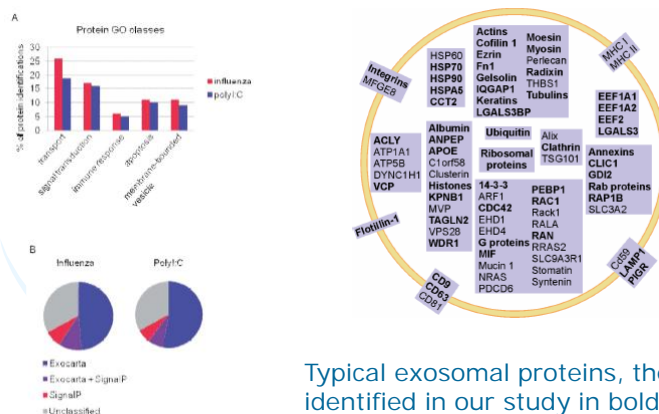 A
Protein GO classes
% of protein identifications
30
25
20
15
10
5
0
transport
signal transduction
immune response
apoptosis
membrane-bounded
vesicle
influenza
polyI:C
B
Influenza
PolyI:C
Exocarta
Exocarta + SignalP
SignalP
Unclassified
Integrins
MFGE8
HSP60
HSP70
HSP90
HSPA5
CCT2
Actins
Cofilin 1
Ezrin
Fn1
Gelsolin
IQGAP1
Keratins
LGALS3BP
Moesin
Myosin
Perlecan
Radixin
THBS1
Tubulins
MHC I
MHC II
EEF1A1
EEF1A2
EEF2
LGALS3
ACLY
ATP1A1
ATP5B
DYNC1H1
VCP
Albumin
ANPEP
APOE
C1orf58
Clusterin
Histones
KPNB1
MVP
TAGLN2
VPS28
WDR1
Ubiquitin
Ribosomal
proteins
Alix
Clathrin
TSG101
Annexins
CLIC1
GDI2
Rab proteins
RAP1B
SLC3A2
Flotillin-1
14-3-3
ARF1
CDC42
EHD1
EHD4
G proteins
MIF
Mucin 1
NRAS
PDCD6
PEBP1
RAC1
Rack1
RALA
RAN
RRAS2
SLC9A3R1
Stomatin
Syntenin
CD9
CD63
CD81
Cd59
LAMP1
PIGR
Typical exosomal proteins, the
identified in our study in bold